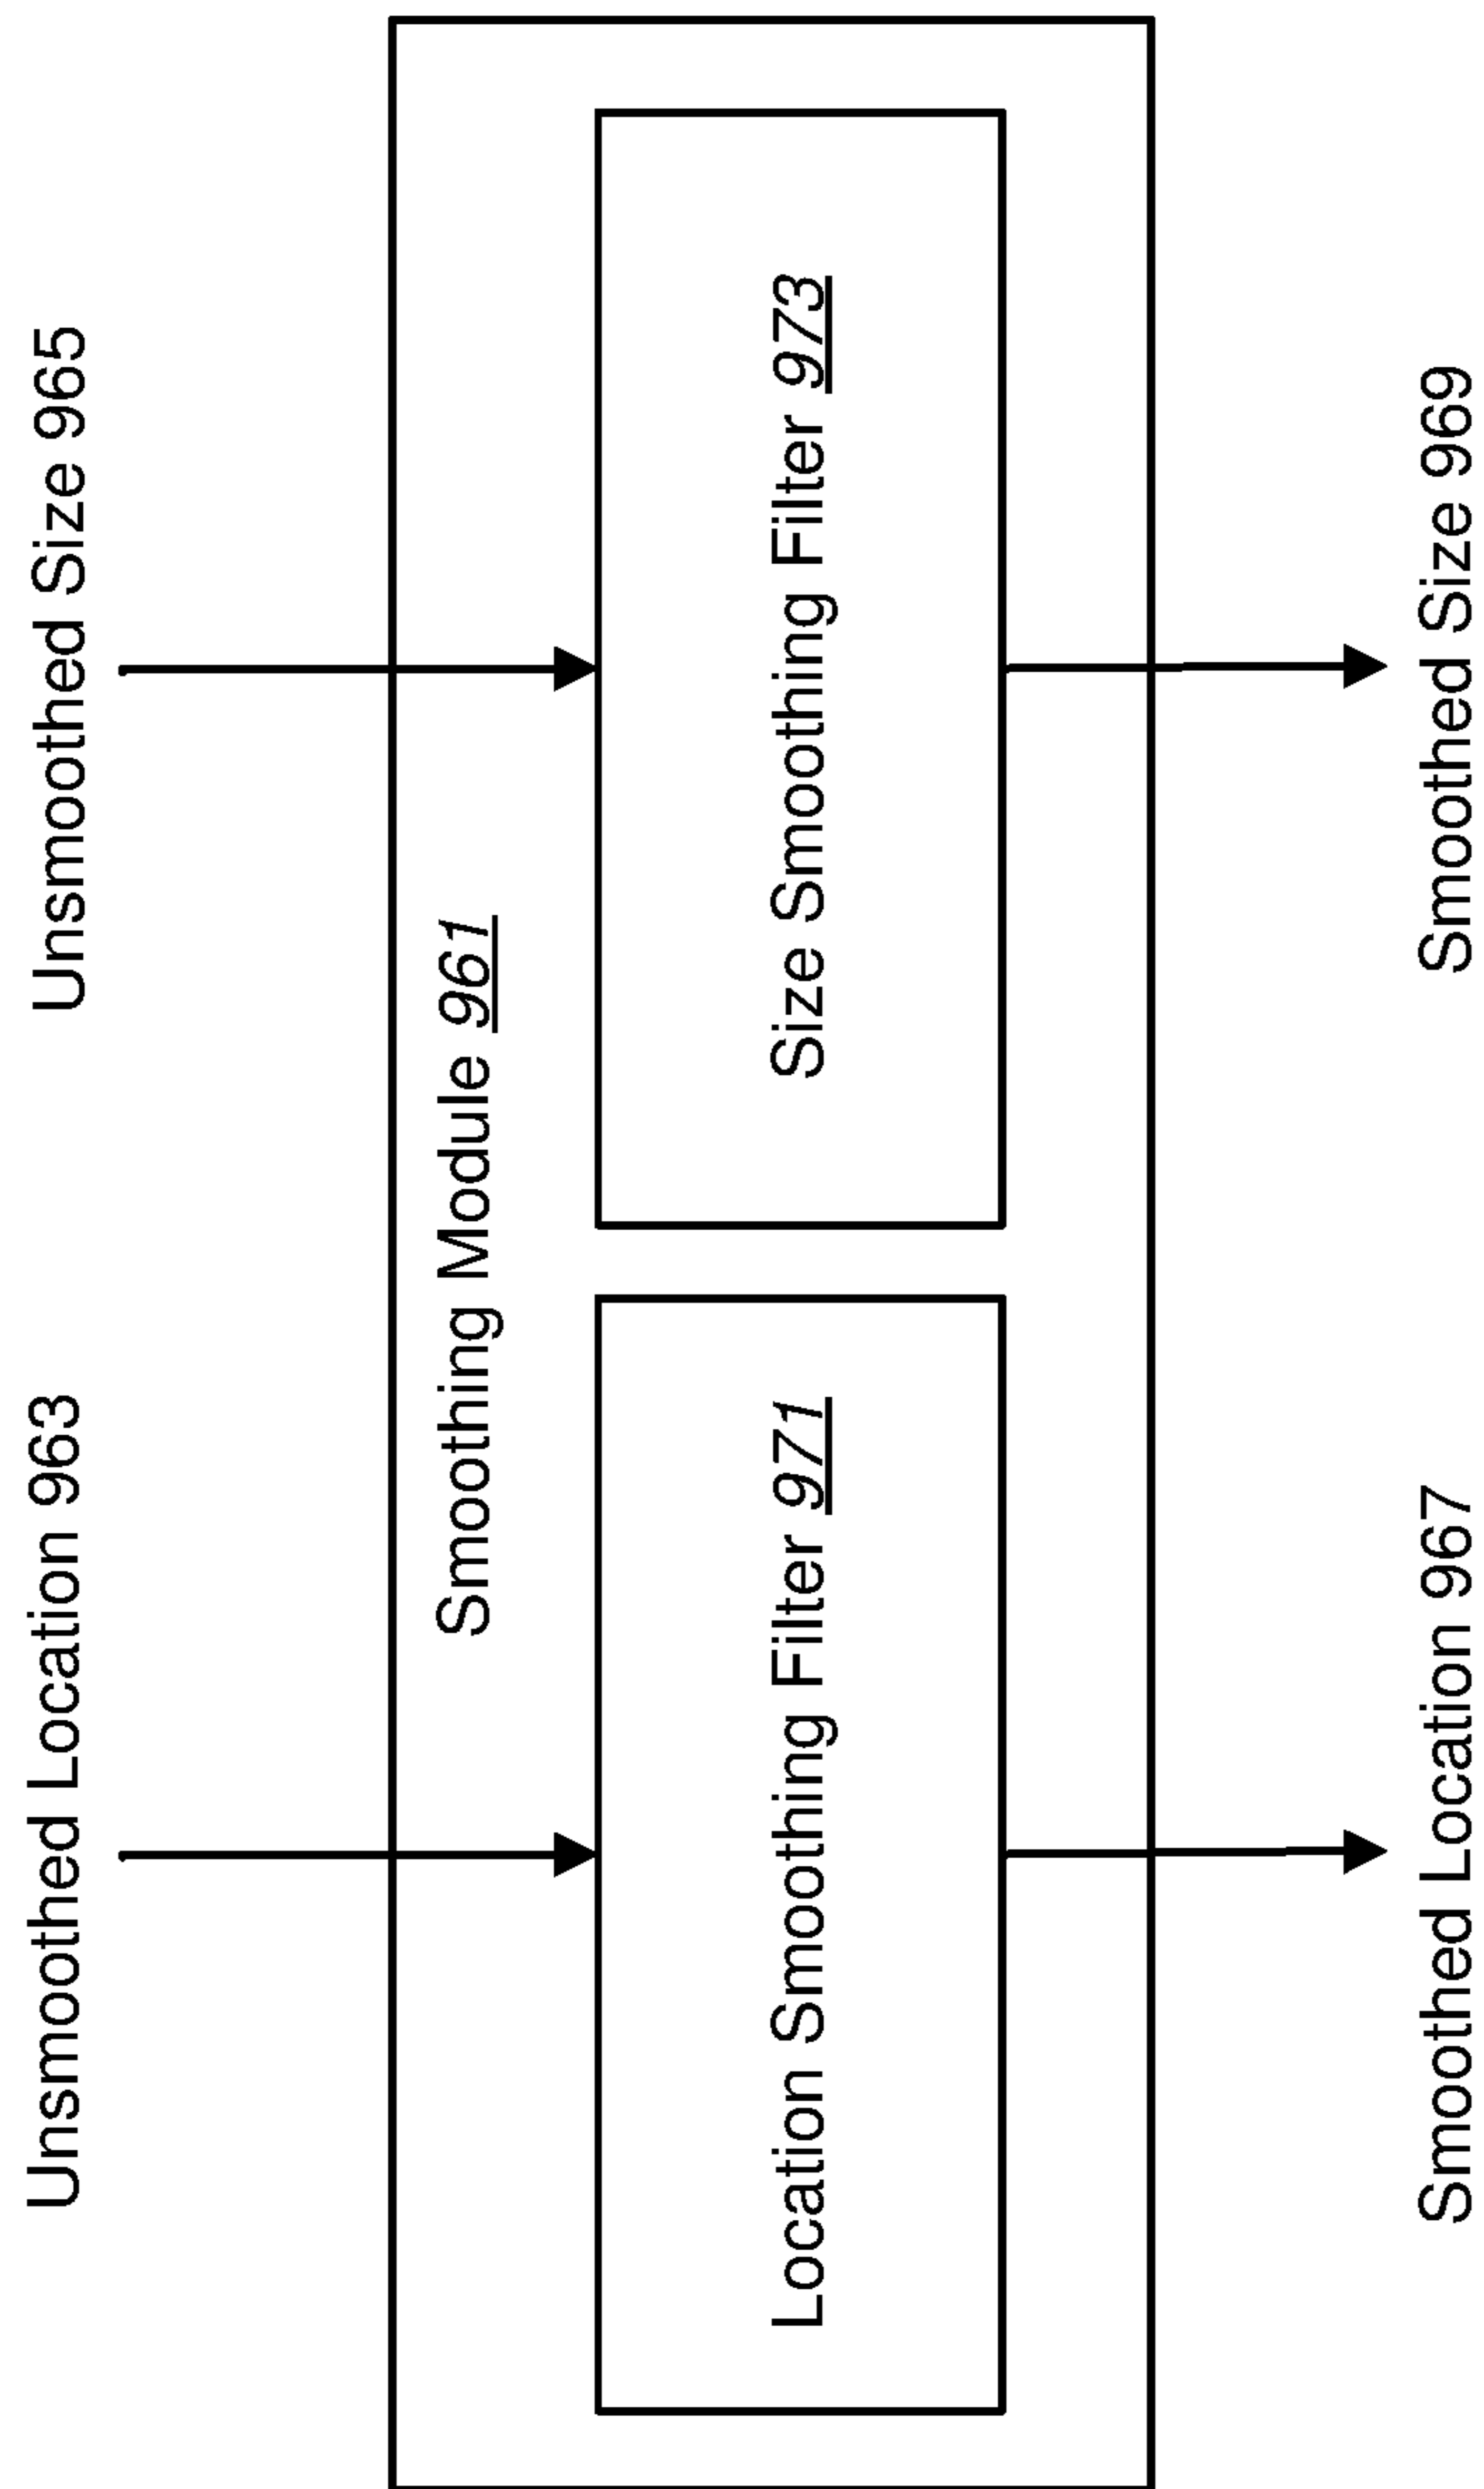 Unsmoothed Location 963
Unsmoothed Size 965
Smoothing Module 961
Location Smoothing Filter 971
Size Smoothing Filter 973
Smoothed Location 967
Smoothed Size 969